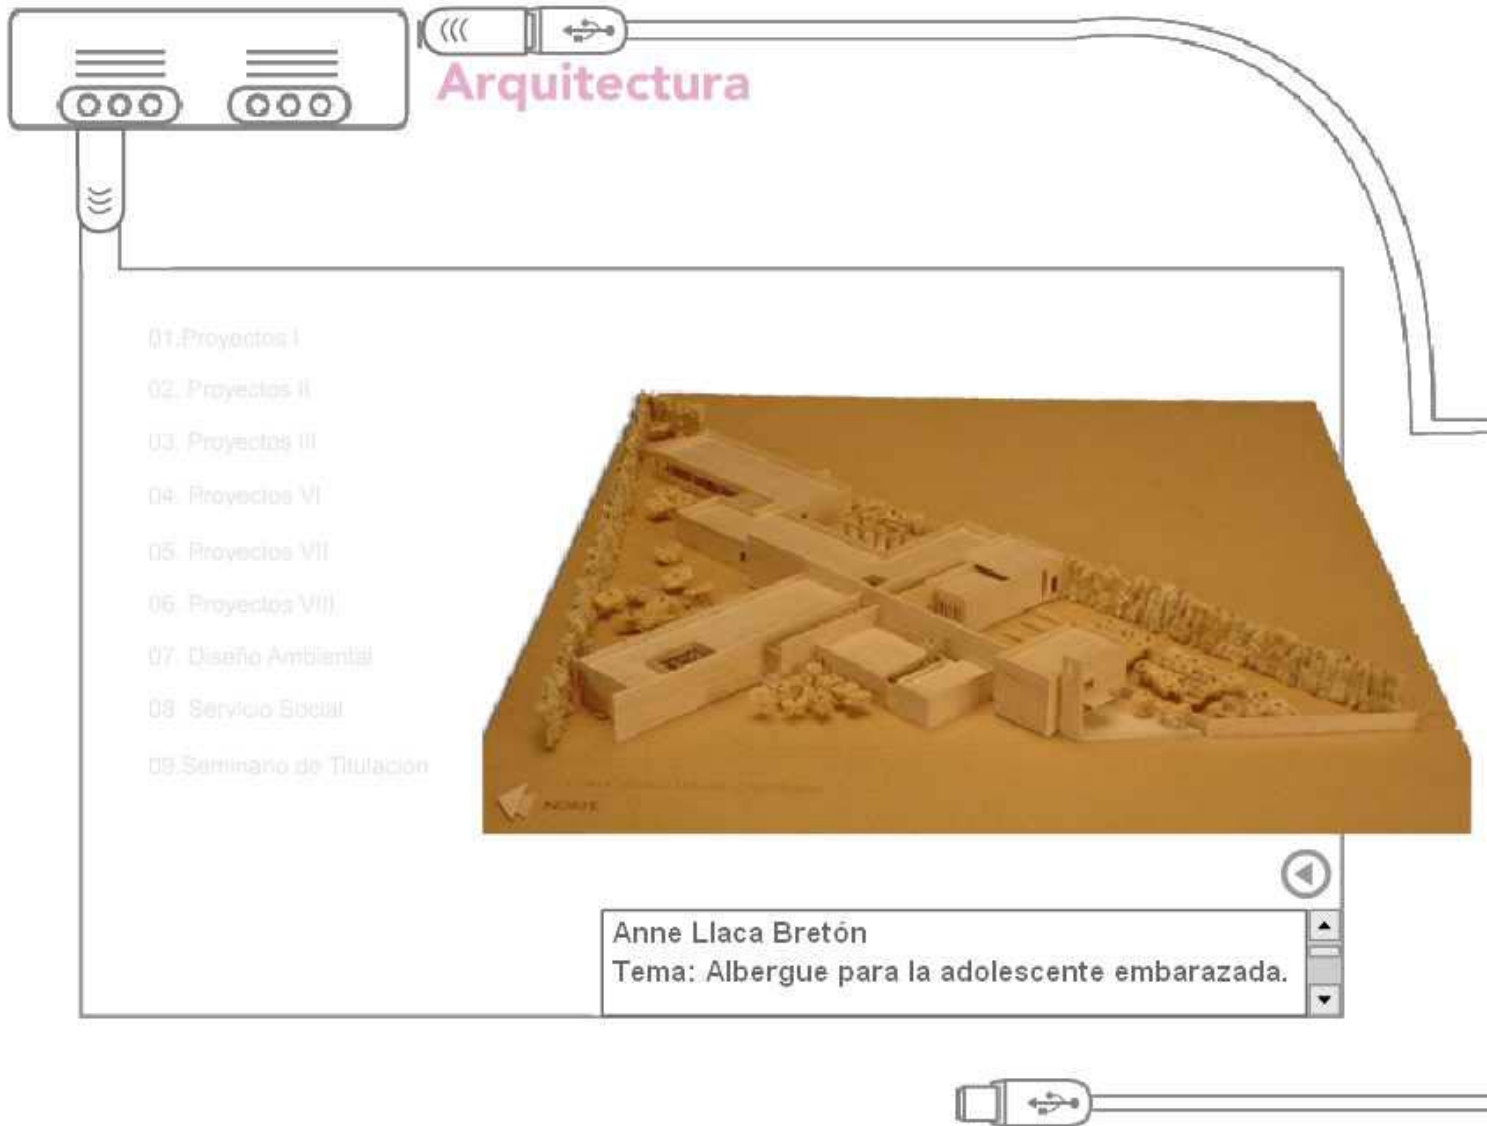 Arquitectura
01.Proyectos I
02. Proyectos II
03. Proyectos III
04. Proyectos VI
05. Proyectos VII
06. Proyectos VIII.
07. Diseño Ambiental
08. Servicio Social
09.Seminario de Titulación
NORTE
Anne Llaca Bretón
Tema: Albergue para la adolescente embarazada.